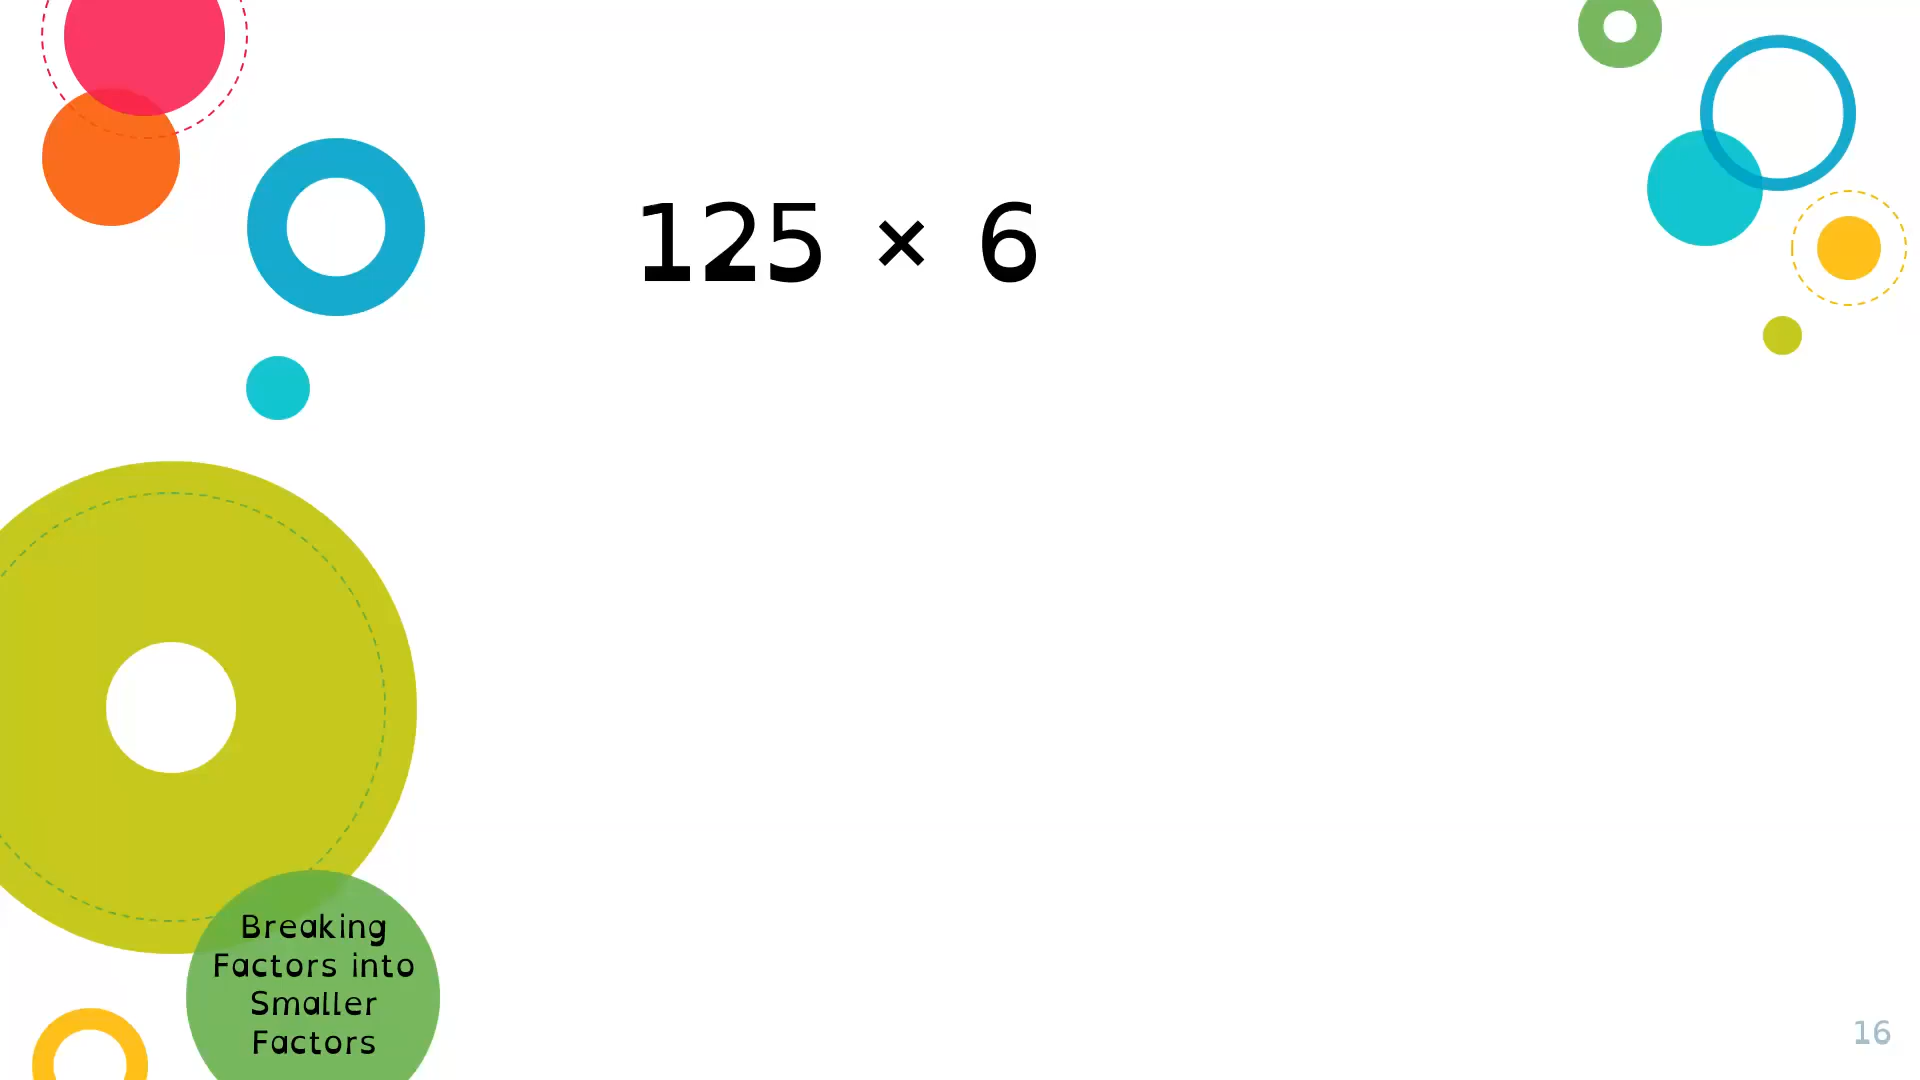 125 × 6
Breaking
Factors into
Smaller
Factors
16